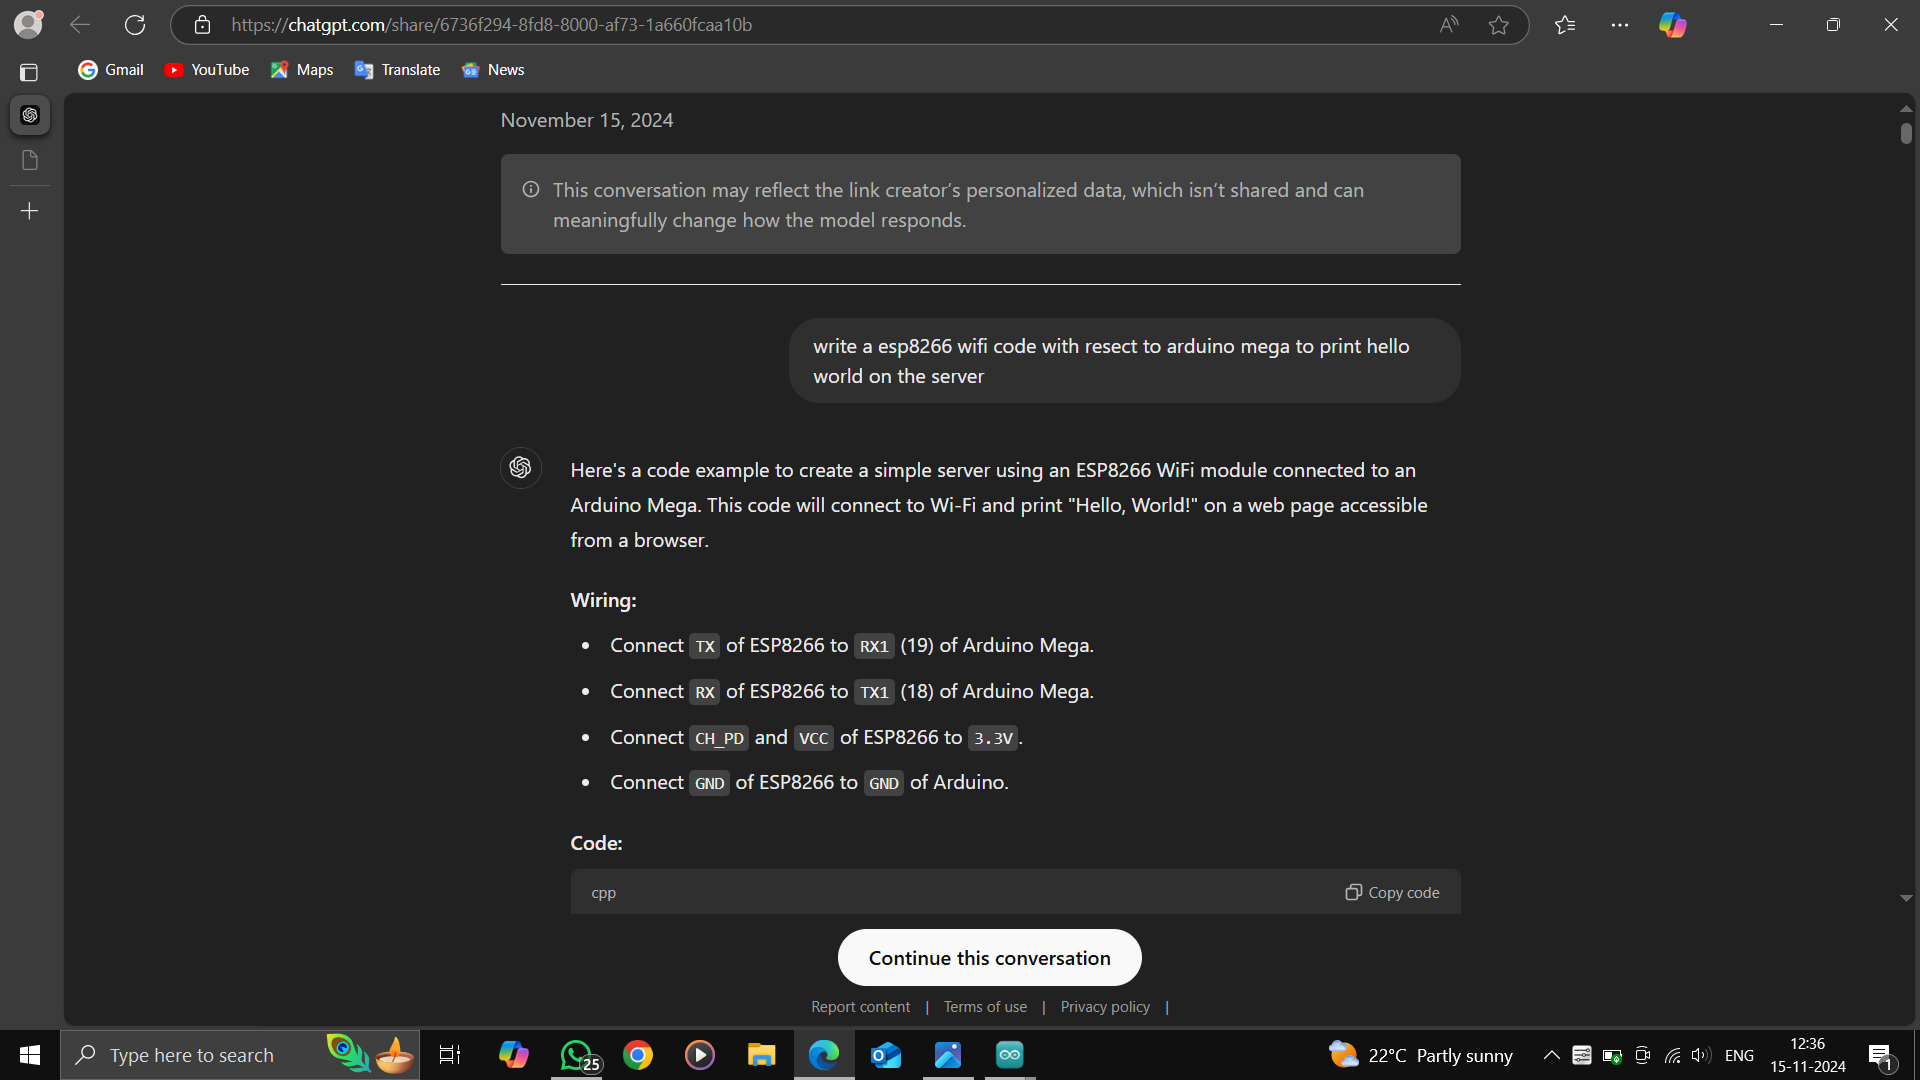 https://chatgpt.com/share/6736f294-8fd8-8000-af73-1a660fcaa10b
Gmail YouTube Maps Translate News
November 15, 2024
This conversation may reflect the link creator’s personalized data, which isn’t shared and can
meaningfully change how the model responds.
write a esp8266 wifi code with resect to arduino mega to print hello
world on the server
Here's a code example to create a simple server using an ESP8266 WiFi module connected to an
Arduino Mega. This code will connect to Wi-Fi and print "Hello, World!" on a web page accessible
from a browser.
Wiring:
• Connect TX of ESP8266 to RX1 (19) of Arduino Mega.
• Connect RX of ESP8266 to TX1 (18) of Arduino Mega.
• Connect CH_PD and VCC of ESP8266 to 3.3V.
• Connect GND of ESP8266 to GND of Arduino.
Code:
cpp Copy code
Continue this conversation
Report content | Terms of use | Privacy policy |
Type here to search 25 22°C Partly sunny ENG 12:36
15-11-2024 1